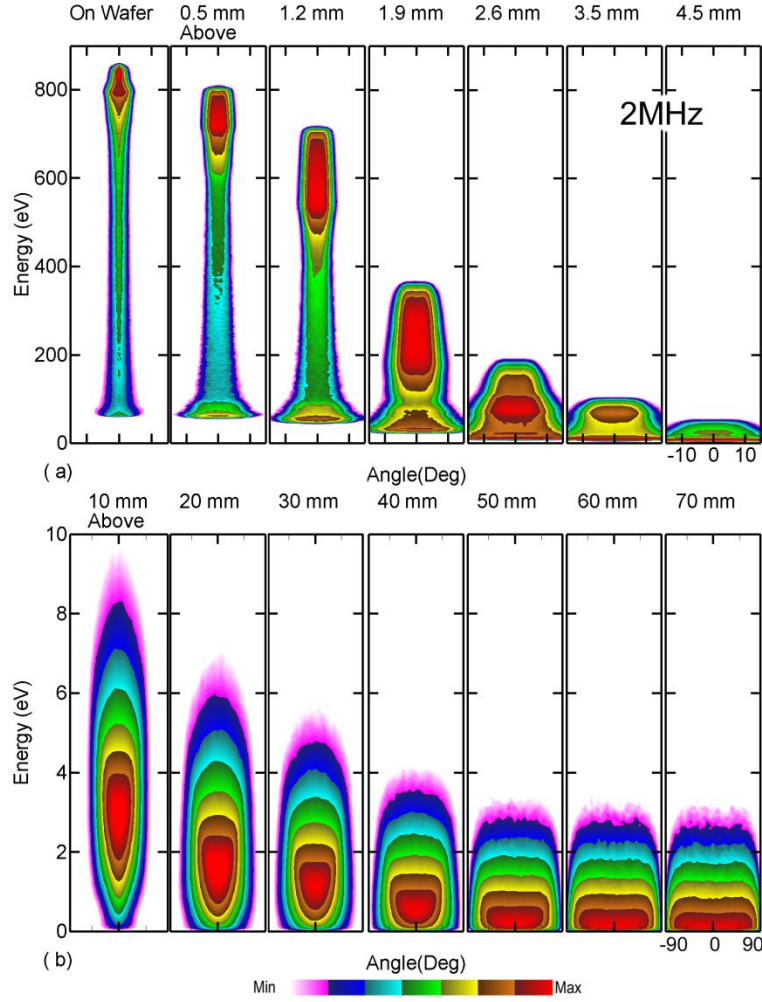 On Wafer 0.5 mm Above 1.2 mm 1.9 mm 2.6 mm 3.5 mm 4.5 mm
2MHz
Energy (eV)
800
600
400
200
0
-10 0 10
( a)
Angle(Deg)
10 mm Above 20 mm 30 mm 40 mm 50 mm 60 mm 70 mm
Energy (eV)
10
8
6
4
2
0
-90 0 90
( b)
Angle(Deg)
Min Max